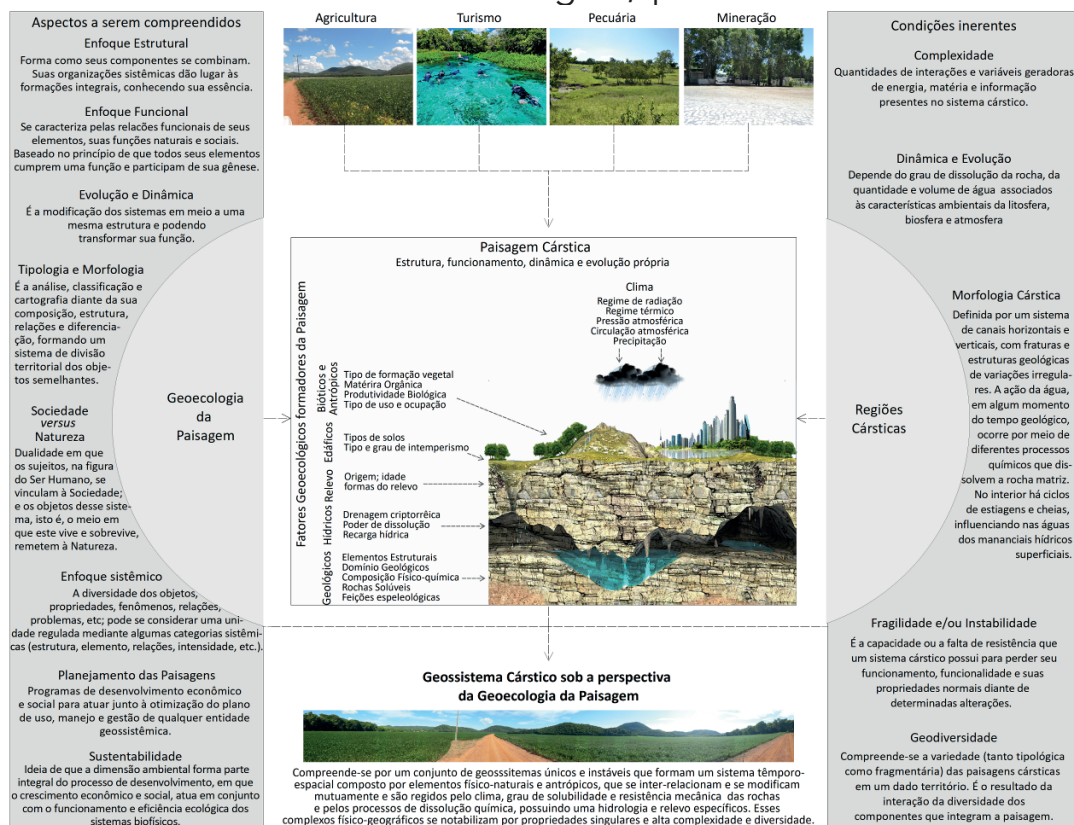 Aspectos a serem compreendidos
Enfoque Estrutural
Forma como seus componentes se combinam.
Suas organizações sistêmicas dão lugar às
formações integrais, conhecendo sua essência.
Enfoque Funcional
Se caracteriza pelas relações funcionais de seus
elementos, suas funções naturais e sociais.
Baseado no princípio de que todos seus elementos
cumprem uma função e participam de sua gênese.
Evolução e Dinâmica
É a modificação dos sistemas em meio a uma
mesma estrutura e podendo
transformar sua função.
Tipologia e Morfologia
É a análise, classificação e
cartografia diante da sua
composição, estrutura,
relações e diferencia-
ção, formando um
sistema de divisão
territorial dos obje-
tos semelhantes.
Sociedade
versus
Natureza
Dualidade em que
os sujeitos, na figura
do Ser Humano, se
vinculam à Sociedade;
e os objetos desse siste-
ma, isto é, o meio em
que este vive e sobrevive,
remetem à Natureza.
Enfoque sistêmico
A diversidade dos objetos,
propriedades, fenômenos, relações,
problemas, etc; pode se considerar uma uni-
dade regulada mediante algumas categorias sistêmi-
cas (estrutura, elemento, relações, intensidade, etc.).
Planejamento das Paisagens
Programas de desenvolvimento econômico
e social para atuar junto à otimização do plano
de uso, manejo e gestão de qualquer entidade
geossistêmica.
Sustentabilidade
Ideia de que a dimensão ambiental forma parte
integral do processo de desenvolvimento, em que
o crescimento econômico e social, atua em conjunto
com o funcionamento e eficiência ecológica dos
sistemas biofísicos.
Geoecologia
da
Paisagem
Agricultura
Turismo
Pecuária
Mineração
Paisagem Cárstica
Estrutura, funcionamento, dinâmica e evolução própria
Fatores Geoecológicos formadores da Paisagem
Clima
Regime de radiação
Regime térmico
Pressão atmosférica
Circulação atmosférica
Precipitação
Bióticos e
Antrópicos
Tipo de formação vegetal
Matérira Orgânica
Produtividade Biológica
Tipo de uso e ocupação
Edáficos
Tipos de solos
Tipo e grau de intemperismo
Relevo
Origem; idade
formas do relevo
Hídricos
Drenagem criptorrêica
Poder de dissolução
Recarga hídrica
Geológicos
Elementos Estruturais
Domínio Geológicos
Composição Físico-química
Rochas Solúveis
Feições espeleológicas
Geossistema Cárstico sob a perspectiva
da Geoecologia da Paisagem
Compreende-se por um conjunto de geosssitemas únicos e instáveis que formam um sistema têmporo-
espacial composto por elementos físico-naturais e antrópicos, que se inter-relacionam e se modificam
mutuamente e são regidos pelo clima, grau de solubilidade e resistência mecânica das rochas
e pelos processos de dissolução química, possuindo uma hidrologia e relevo específicos. Esses
complexos físico-geográficos se notabilizam por propriedades singulares e alta complexidade e diversidade.
Condições inerentes
Complexidade
Quantidades de interações e variáveis geradoras
de energia, matéria e informação
presentes no sistema cárstico.
Dinâmica e Evolução
Depende do grau de dissolução da rocha, da
quantidade e volume de água associados
às características ambientais da litosfera,
biosfera e atmosfera
Morfologia Cárstica
Definida por um sistema
de canais horizontais e
verticais, com fraturas e
estruturas geológicas
de variações irregula-
res. A ação da água,
em algum momento
do tempo geológico,
ocorre por meio de
diferentes processos
químicos que dis-
solvem a rocha matriz.
No interior há ciclos
de estiagens e cheias,
influenciando nas águas
dos mananciais hídricos
superficiais.
Regiões
Cársticas
Fragilidade e/ou Instabilidade
É a capacidade ou a falta de resistência que
um sistema cárstico possui para perder seu
funcionamento, funcionalidade e suas
propriedades normais diante de
determinadas alterações.
Geodiversidade
Compreende-se a variedade (tanto tipológica
como fragmentária) das paisagens cársticas
em um dado território. É o resultado da
interação da diversidade dos
componentes que integram a paisagem.